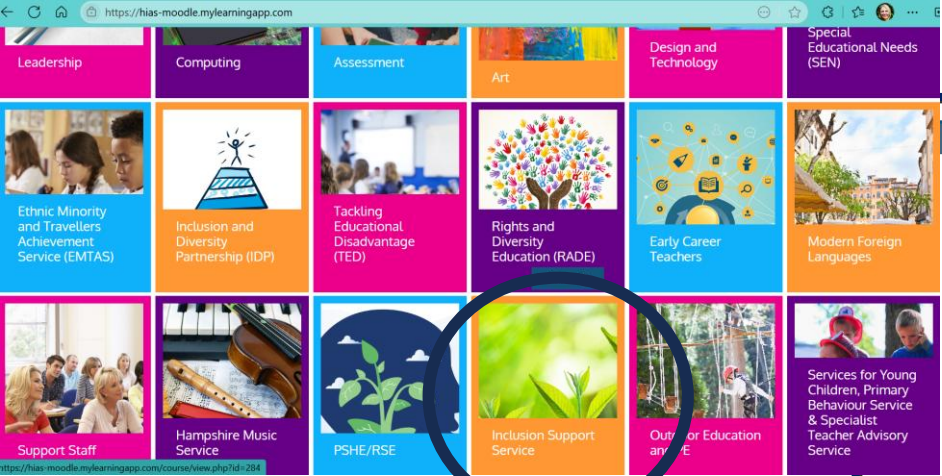 https://hias-moodle.mylearningapp.com
Leadership
Computing
Assessment
Art
Design and
Technology
Special
Educational Needs
(SEN)
Ethnic Minority
and Travellers
Achievement
Service (EMTAS)
Inclusion and
Diversity
Partnership (IDP)
Tackling
Educational
Disadvantage
(TED)
Rights and
Diversity
Education (RADE)
Early Career
Teachers
Modern Foreign
Languages
Support Staff
Hampshire Music
Service
PSHE/RSE
Inclusion Support
Service
Outdoor Education
and PE
Services for Young
Children, Primary
Behaviour Service
& Specialist
Teacher Advisory
Service
https://hias-moodle.mylearningapp.com/course/view.php?id=284